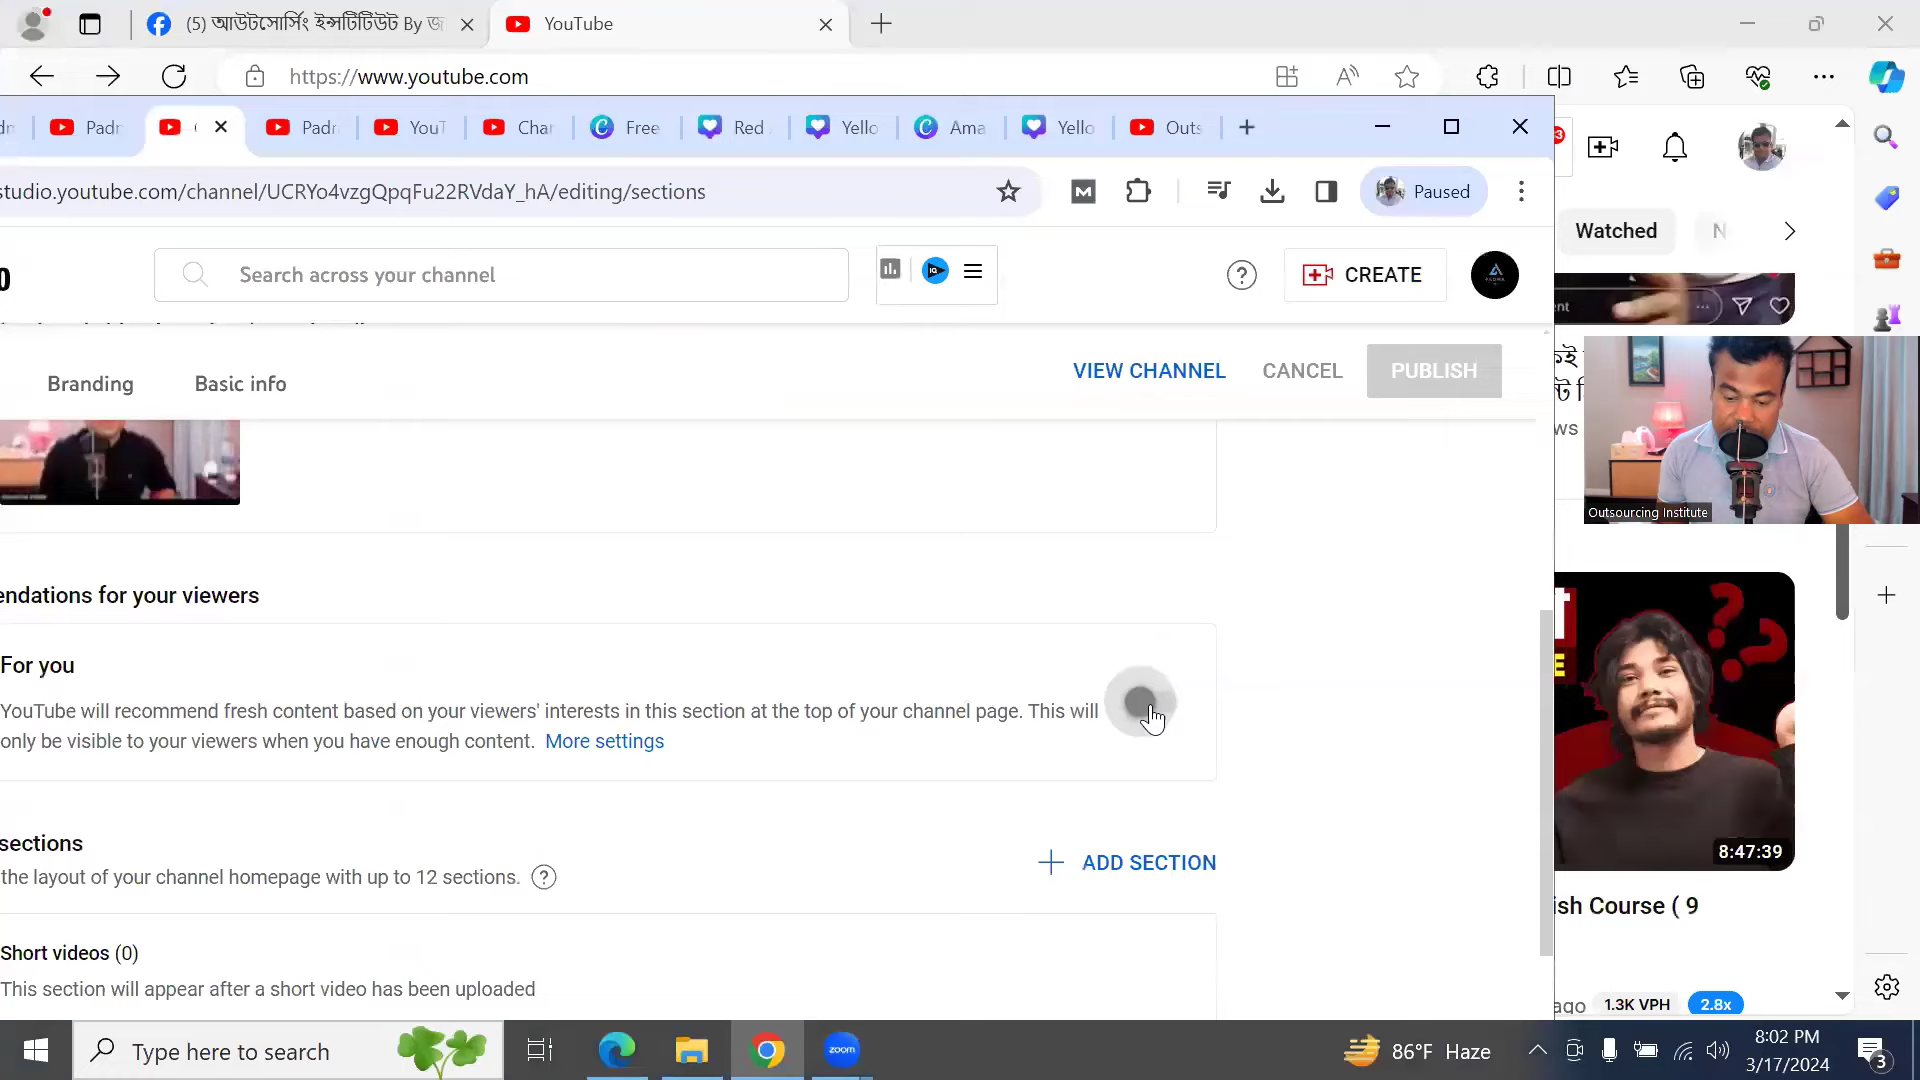 (5) আউটসোর্সিং ইন্সটিটিউট By জ
YouTube
https://www.youtube.com
Padr
Padr
YouT
Char
Free
Red
Yello
Ama
Yello
Outs
studio.youtube.com/channel/UCRYo4vzgQpqFu22RVdaY_hA/editing/sections
Paused
Watched
N
Search across your channel
CREATE
Branding
Basic info
VIEW CHANNEL
CANCEL
PUBLISH
ws
Outsourcing Institute
endations for your viewers
For you
YouTube will recommend fresh content based on your viewers' interests in this section at the top of your channel page. This will
only be visible to your viewers when you have enough content. More settings
8:47:39
sections
ADD SECTION
the layout of your channel homepage with up to 12 sections.
ish Course ( 9
Short videos (0)
This section will appear after a short video has been uploaded
ago 1.3K VPH 2.8x
Type here to search
zoom
86°F Haze
8:02 PM
3/17/2024
3